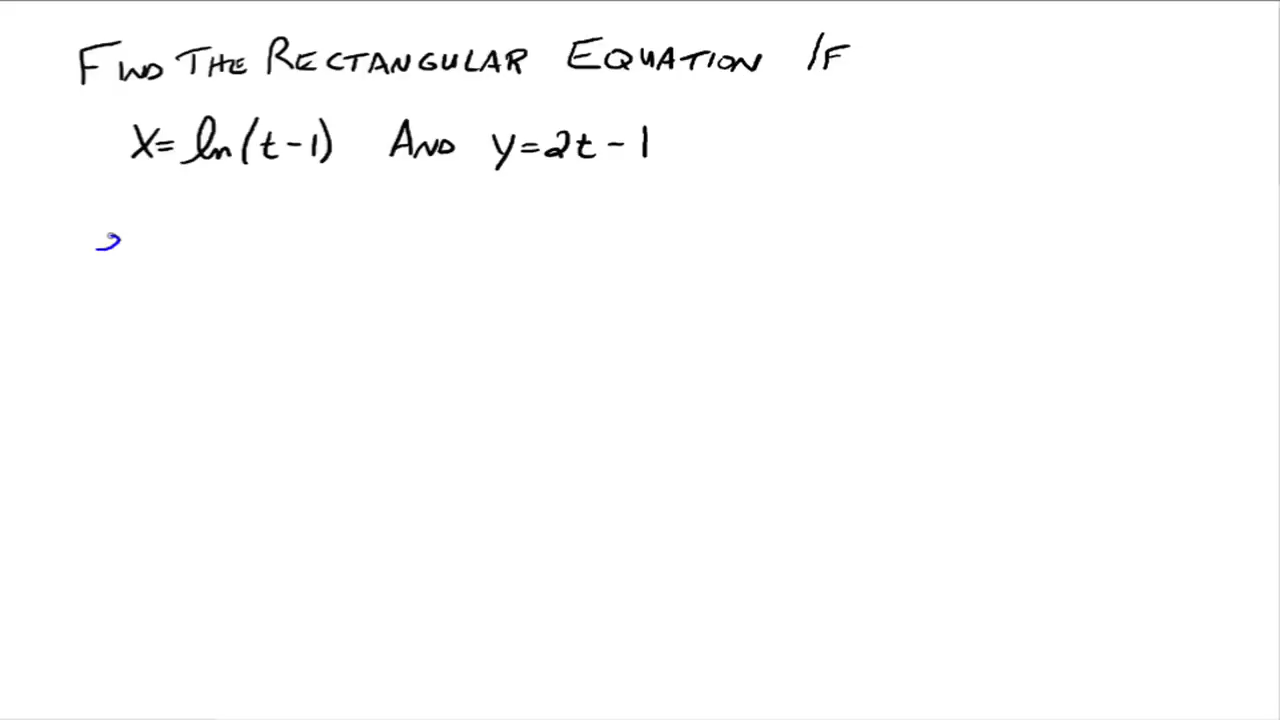 FIND THE RECTANGULAR EQUATION IF
X = ln(t - 1) AND y = 2t - 1